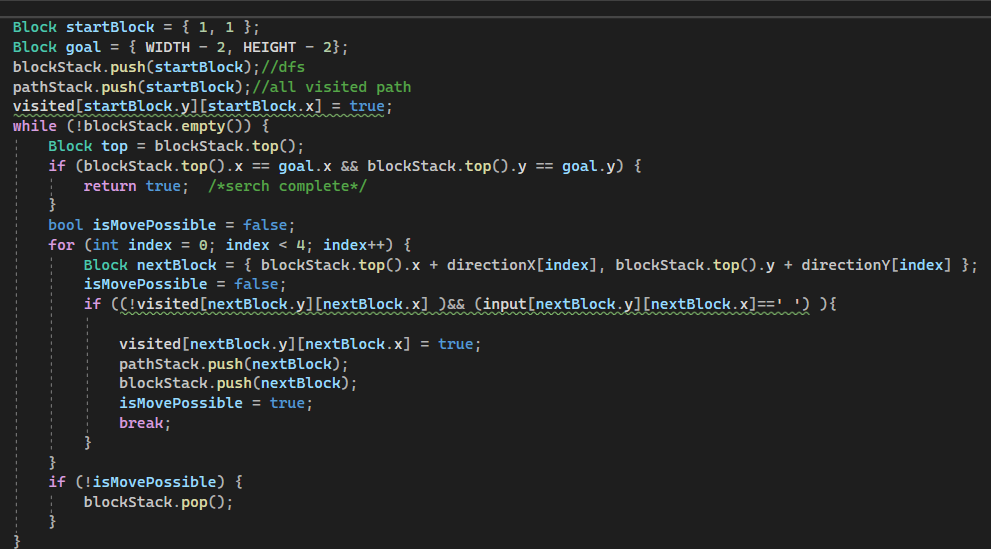 Block startBlock = { 1, 1 };
Block goal = { WIDTH - 2, HEIGHT - 2};
blockStack.push(startBlock);//dfs
pathStack.push(startBlock);//all visited path
visited[startBlock.y][startBlock.x] = true;
while (!blockStack.empty()) {
    Block top = blockStack.top();
    if (blockStack.top().x == goal.x && blockStack.top().y == goal.y) {
        return true;  /*serch complete*/
    }
    bool isMovePossible = false;
    for (int index = 0; index < 4; index++) {
        Block nextBlock = { blockStack.top().x + directionX[index], blockStack.top().y + directionY[index] };
        isMovePossible = false;
        if ((!visited[nextBlock.y][nextBlock.x] )&& (input[nextBlock.y][nextBlock.x]==' ') ){
            visited[nextBlock.y][nextBlock.x] = true;
            pathStack.push(nextBlock);
            blockStack.push(nextBlock);
            isMovePossible = true;
            break;
        }
    }
    if (!isMovePossible) {
        blockStack.pop();
    }
}